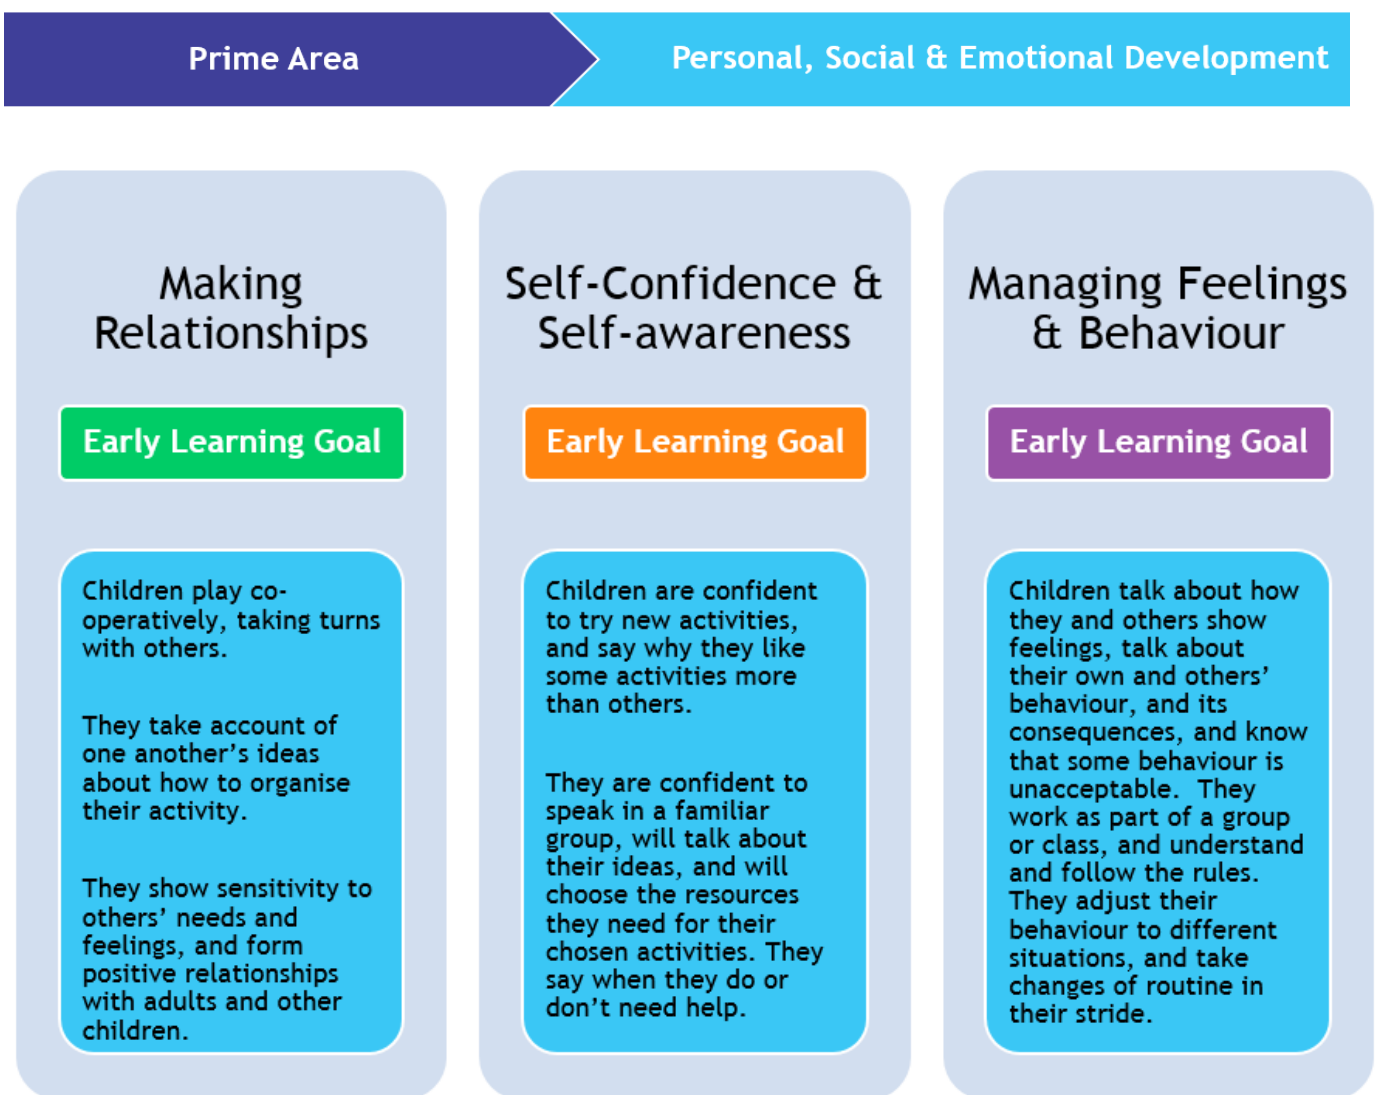 Prime Area
Personal, Social & Emotional Development
Making
Relationships
Early Learning Goal
Children play co-
operatively, taking turns
with others.
They take account of
one another’s ideas
about how to organise
their activity.
They show sensitivity to
others’ needs and
feelings, and form
positive relationships
with adults and other
children.
Self-Confidence &
Self-awareness
Early Learning Goal
Children are confident
to try new activities,
and say why they like
some activities more
than others.
They are confident to
speak in a familiar
group, will talk about
their ideas, and will
choose the resources
they need for their
chosen activities. They
say when they do or
don’t need help.
Managing Feelings
& Behaviour
Early Learning Goal
Children talk about how
they and others show
feelings, talk about
their own and others’
behaviour, and its
consequences, and know
that some behaviour is
unacceptable.  They
work as part of a group
or class, and understand
and follow the rules.
They adjust their
behaviour to different
situations, and take
changes of routine in
their stride.